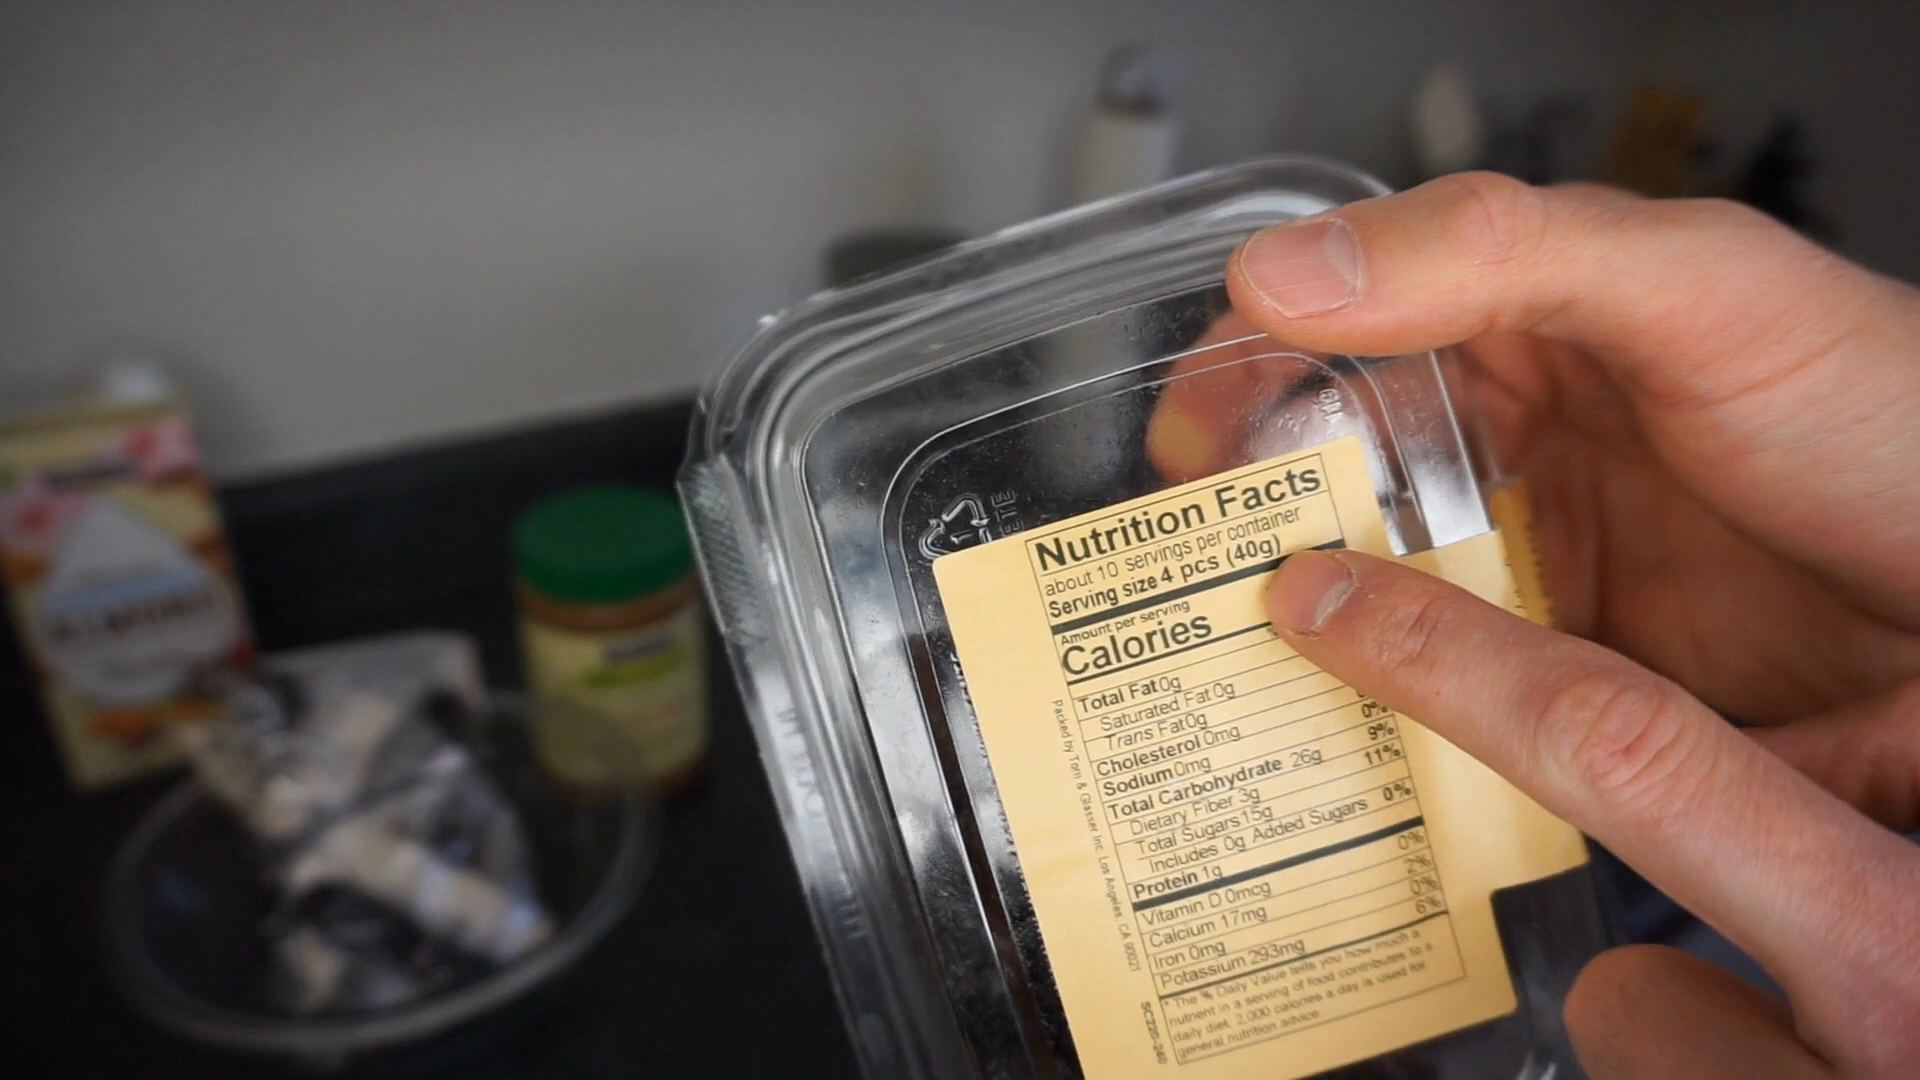 Nutrition Facts
about 10 servings per container
Serving size 4 pcs (40g)
Amount per serving
Calories
Total Fat 0g
Saturated Fat 0g
Trans Fat 0g
Cholesterol 0mg 0%
Sodium 0mg 0%
Total Carbohydrate 26g 9%
Dietary Fiber 3g 11%
Total Sugars 15g
Includes 0g Added Sugars 0%
Protein 1g
Vitamin D 0mcg 0%
Calcium 17mg 2%
Iron 0mg 0%
Potassium 293mg 6%
* The % Daily Value tells you how much a
nutrient in a serving of food contributes to a
daily diet. 2,000 calories a day is used for
general nutrition advice.
Packed by Torn & Glasser Inc. Los Angeles, CA 90021
SC220-240
1